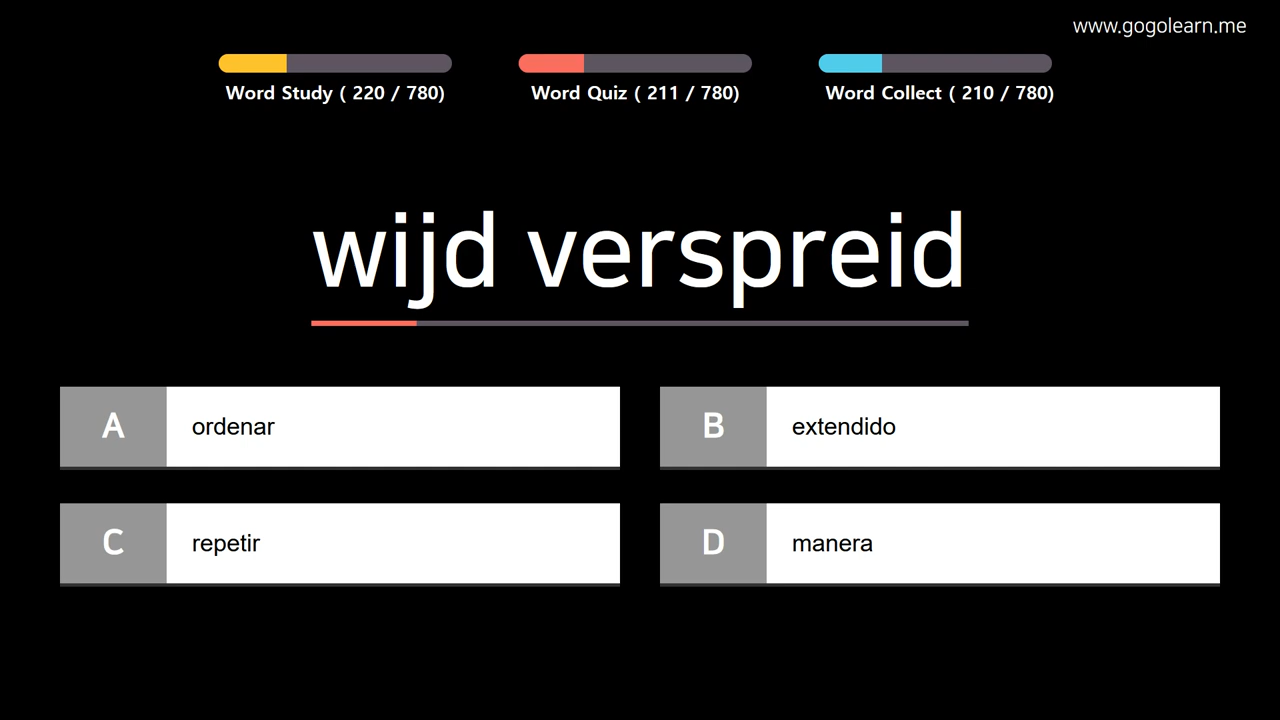 www.gogolearn.me
Word Study ( 220 / 780)
Word Quiz ( 211 / 780)
Word Collect ( 210 / 780)
wijd verspreid
A
ordenar
B
extendido
C
repetir
D
manera